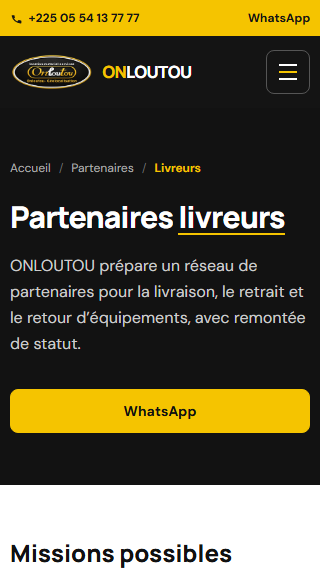 +225 05 54 13 77 77
WhatsApp
Onloutou
ONLOUTOU
Accueil / Partenaires / Livreurs
Partenaires livreurs
ONLOUTOU prépare un réseau de
partenaires pour la livraison, le retrait et
le retour d’équipements, avec remontée
de statut.
WhatsApp
Missions possibles